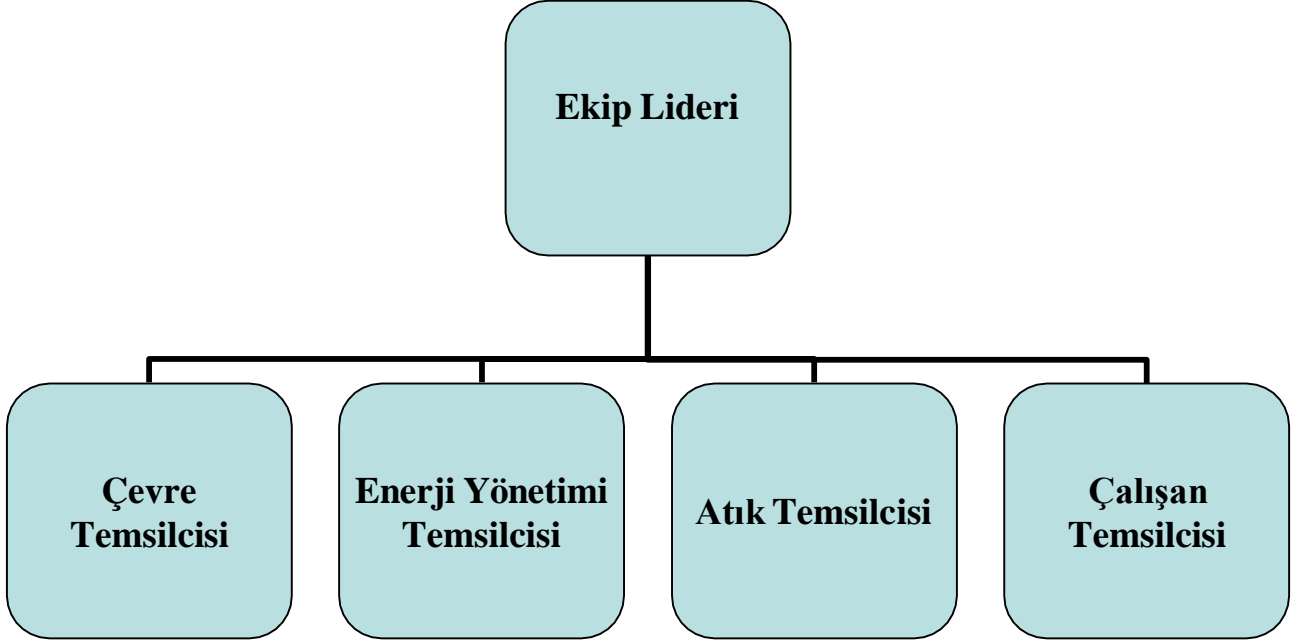 Ekip Lideri
Çevre
Temsilcisi
Enerji Yönetimi
Temsilcisi
Atık Temsilcisi
Çalışan
Temsilcisi